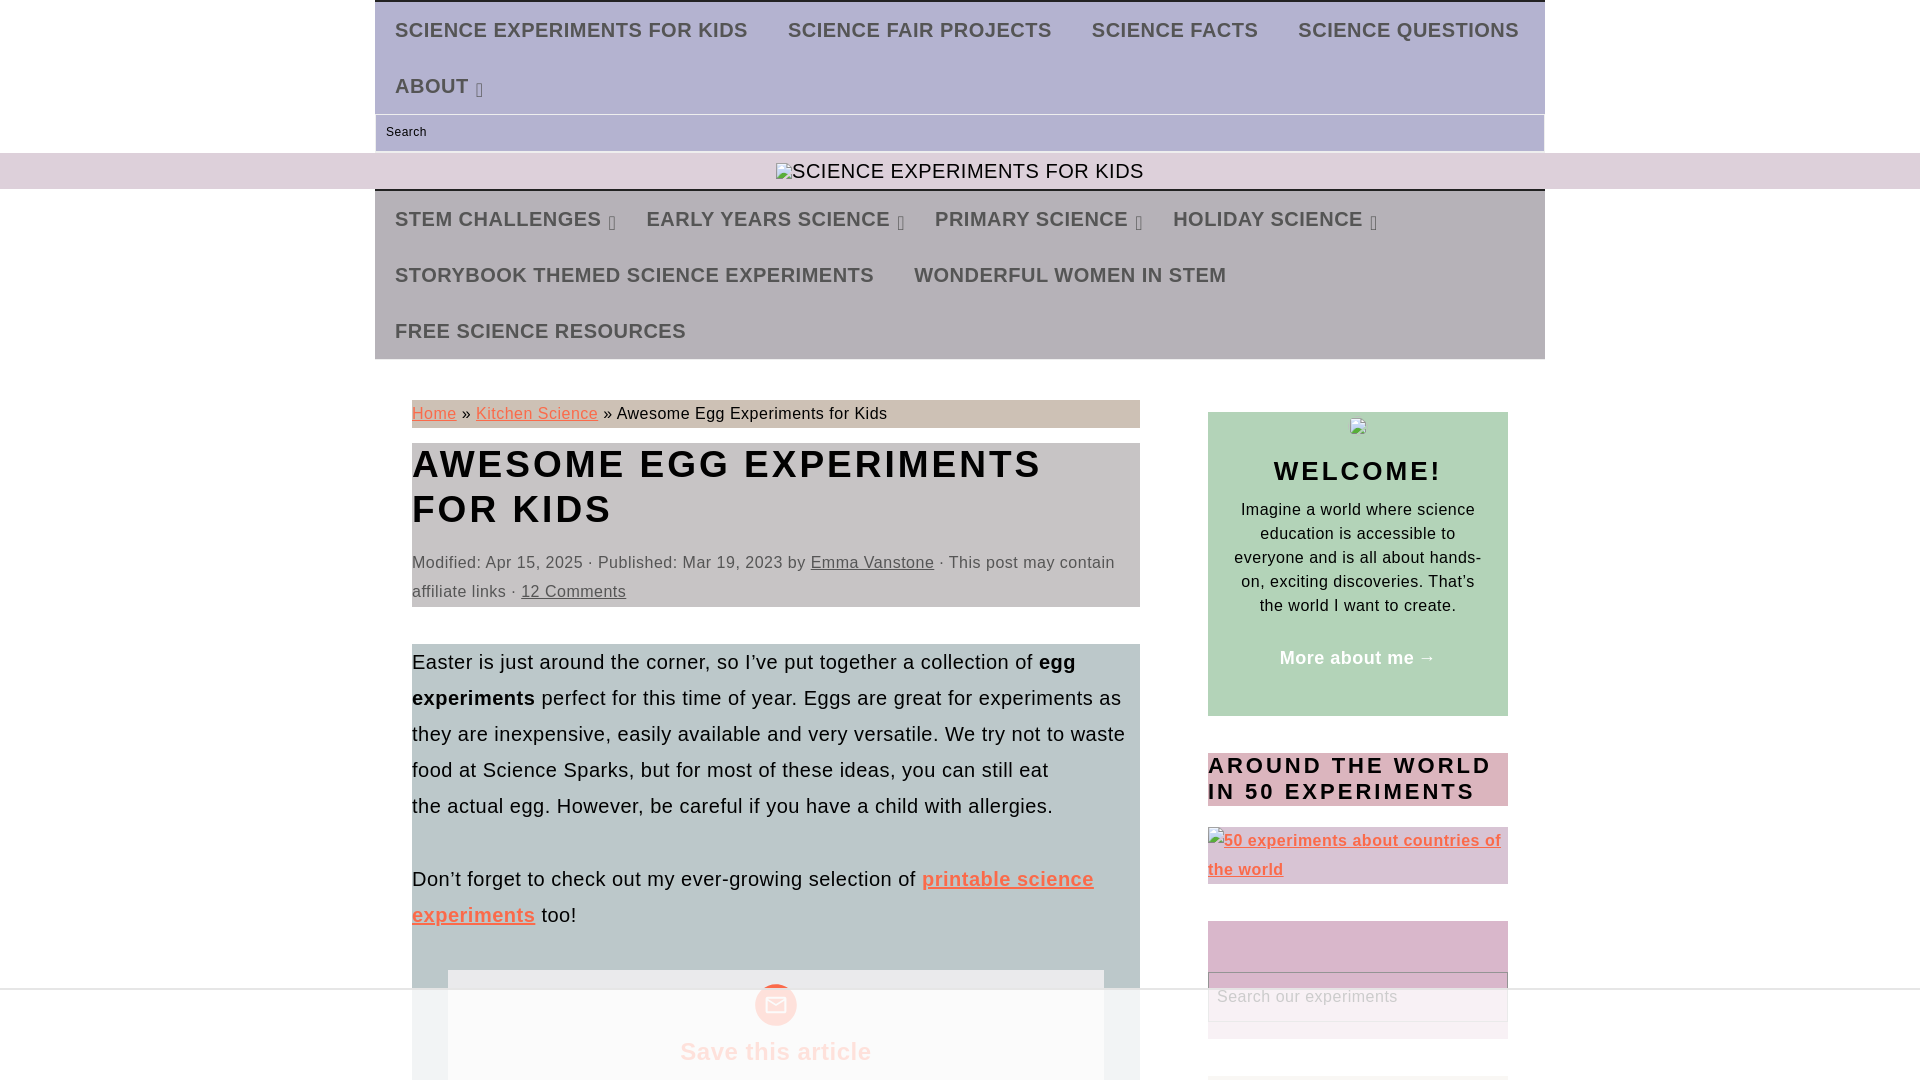 SCIENCE EXPERIMENTS FOR KIDS SCIENCE FAIR PROJECTS SCIENCE FACTS SCIENCE QUESTIONS
ABOUT
Search
SCIENCE EXPERIMENTS FOR KIDS
STEM CHALLENGES EARLY YEARS SCIENCE PRIMARY SCIENCE HOLIDAY SCIENCE
STORYBOOK THEMED SCIENCE EXPERIMENTS WONDERFUL WOMEN IN STEM
FREE SCIENCE RESOURCES
Home » Kitchen Science » Awesome Egg Experiments for Kids
AWESOME EGG EXPERIMENTS
FOR KIDS
Modified: Apr 15, 2025 · Published: Mar 19, 2023 by Emma Vanstone · This post may contain
affiliate links · 12 Comments
Easter is just around the corner, so I’ve put together a collection of egg
experiments perfect for this time of year. Eggs are great for experiments as
they are inexpensive, easily available and very versatile. We try not to waste
food at Science Sparks, but for most of these ideas, you can still eat
the actual egg. However, be careful if you have a child with allergies.
Don’t forget to check out my ever-growing selection of printable science
experiments too!
Save this article
WELCOME!
Imagine a world where science
education is accessible to
everyone and is all about hands-
on, exciting discoveries. That’s
the world I want to create.
More about me →
AROUND THE WORLD
IN 50 EXPERIMENTS
50 experiments about countries of
the world
Search our experiments